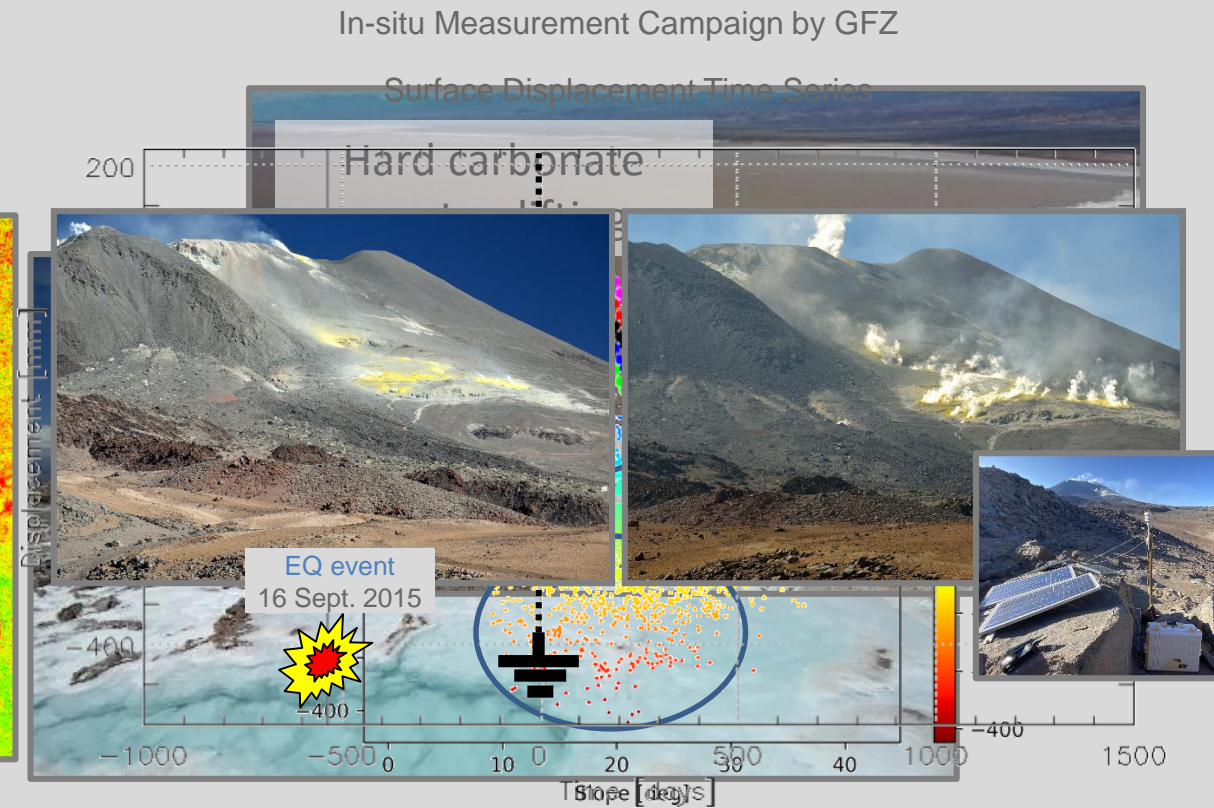 In-situ Measurement Campaign by GFZ
Surface Displacement Time Series
Hard carbonate
200
Displacement [mm]
EQ event
16 Sept. 2015
−400
−400
−400
−1000
−500
0
500
1000
1500
0
10
20
30
40
Time [days]
Slope [deg]